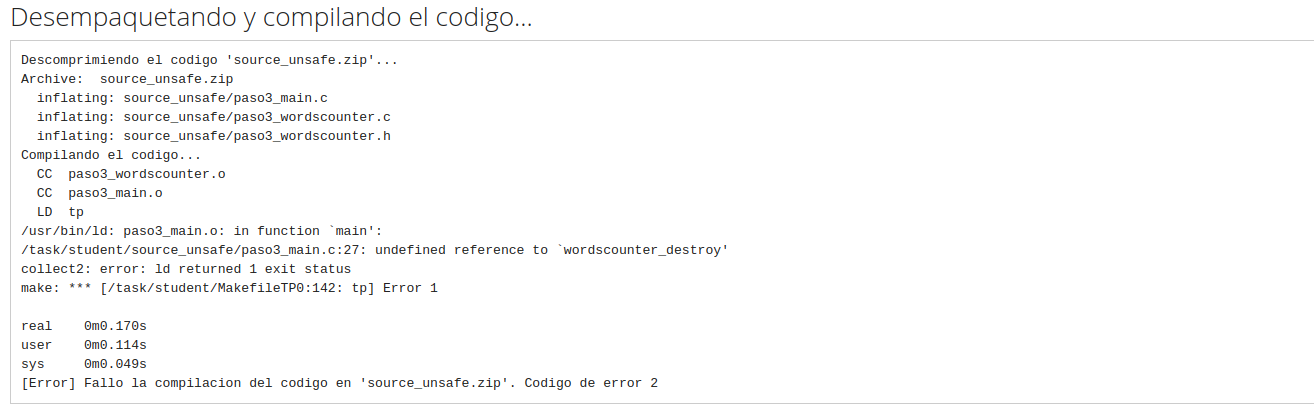 Desempaquetando y compilando el codigo...
Descomprimiendo el codigo 'source_unsafe.zip'...
Archive:  source_unsafe.zip
  inflating: source_unsafe/paso3_main.c
  inflating: source_unsafe/paso3_wordscounter.c
  inflating: source_unsafe/paso3_wordscounter.h
Compilando el codigo...
  CC  paso3_wordscounter.o
  CC  paso3_main.o
  LD  tp
/usr/bin/ld: paso3_main.o: in function `main':
/task/student/source_unsafe/paso3_main.c:27: undefined reference to `wordscounter_destroy'
collect2: error: ld returned 1 exit status
make: *** [/task/student/MakefileTP0:142: tp] Error 1

real    0m0.170s
user    0m0.114s
sys     0m0.049s
[Error] Fallo la compilacion del codigo en 'source_unsafe.zip'. Codigo de error 2